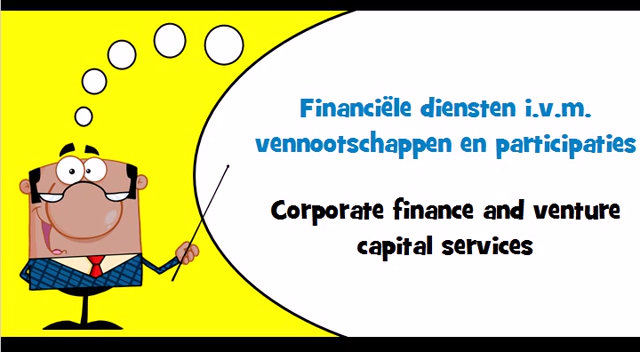 Financiële diensten i.v.m.
vennootschappen en participaties
Corporate finance and venture
capital services